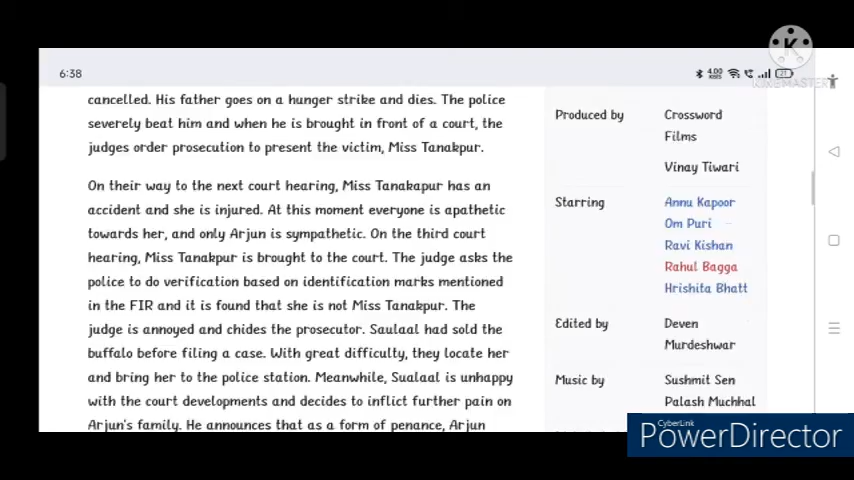 6:38
4.00
KB/S
21
K
KINEMASTER
cancelled. His father goes on a hunger strike and dies. The police
severely beat him and when he is brought in front of a court, the
judges order prosecution to present the victim, Miss Tanakpur.
On their way to the next court hearing, Miss Tanakapur has an
accident and she is injured. At this moment everyone is apathetic
towards her, and only Arjun is sympathetic. On the third court
hearing, Miss Tanakpur is brought to the court. The judge asks the
police to do verification based on identification marks mentioned
in the FIR and it is found that she is not Miss Tanakpur. The
judge is annoyed and chides the prosecutor. Saulaal had sold the
buffalo before filing a case. With great difficulty, they locate her
and bring her to the police station. Meanwhile, Sualaal is unhappy
with the court developments and decides to inflict further pain on
Arjun's family. He announces that as a form of penance, Arjun
Produced by
Crossword
Films
Vinay Tiwari
Starring
Annu Kapoor
Om Puri
Ravi Kishan
Rahul Bagga
Hrishita Bhatt
Edited by
Deven
Murdeshwar
Music by
Sushmit Sen
Palash Muchhal
CyberLink
PowerDirector